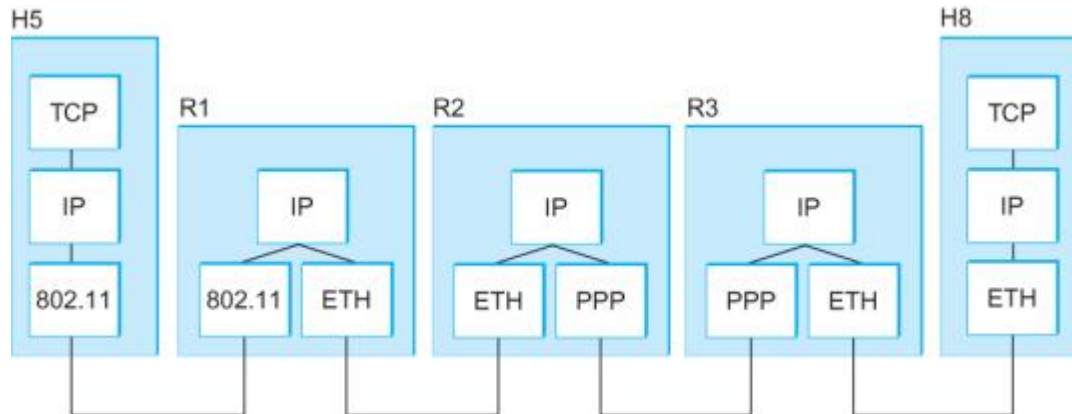 H5
H8
TCP
R1
R2
R3
TCP
IP
IP
IP
IP
IP
802.11
802.11
ETH
ETH
PPP
PPP
ETH
ETH